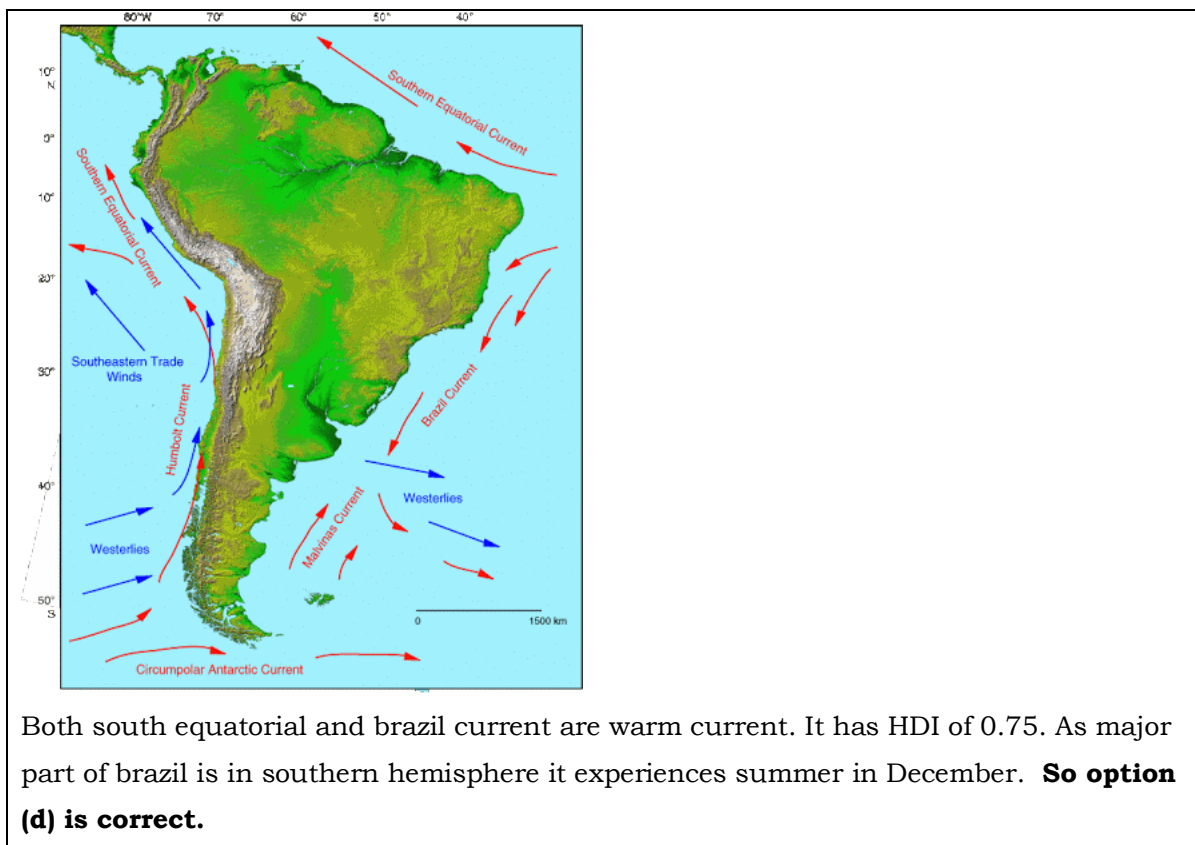 80°W 70° 60° 50° 40°
10°
N
0°
10°
20°
30°
40°
50°
S
Southern Equatorial Current
Southern Equatorial Current
Southeastern Trade
Winds
Humbolt Current
Brazil Current
Westerlies
Malvinas Current
Westerlies
0 1500 km
Circumpolar Antarctic Current
Both south equatorial and brazil current are warm current. It has HDI of 0.75. As major
part of brazil is in southern hemisphere it experiences summer in December. So option
(d) is correct.